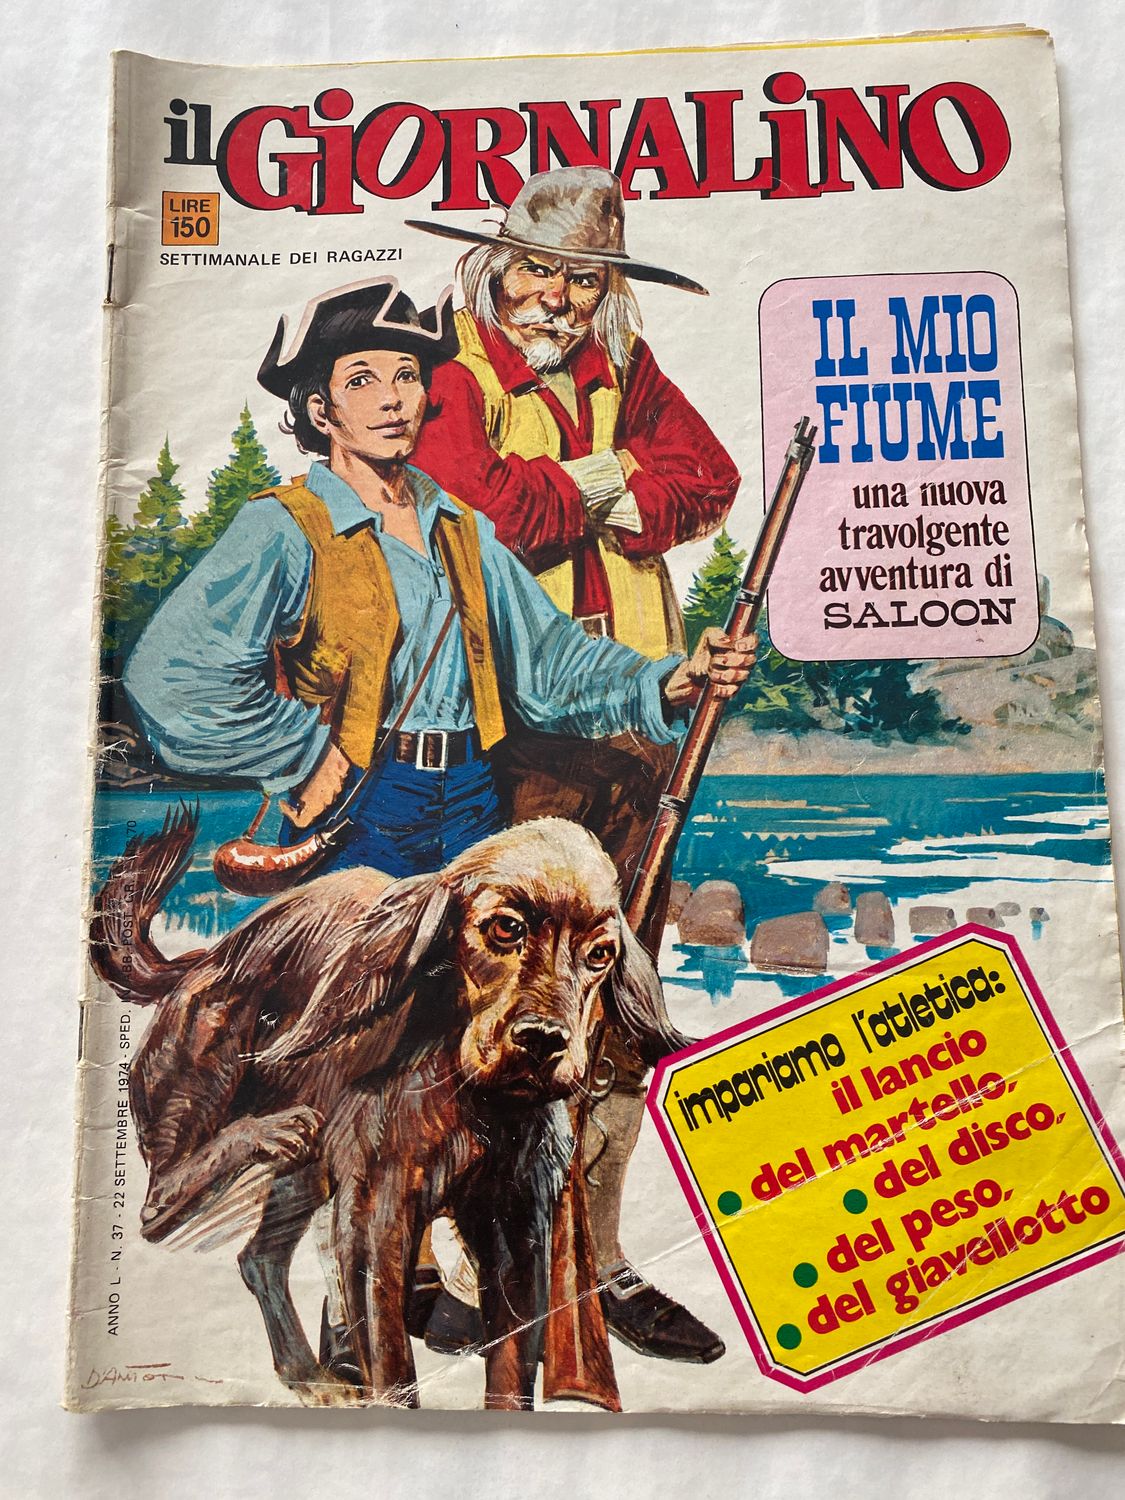 il GiORNALiNO
LIRE
150
SETTIMANALE DEI RAGAZZI
IL MIO
FIUME
una nuova
travolgente
avventura di
SALOON
impariamo l'atletica:
il lancio
del martello,
del disco,
del peso,
del giavellotto
ANNO L - N. 37 - 22 SETTEMBRE 1974 - SPED. POST.